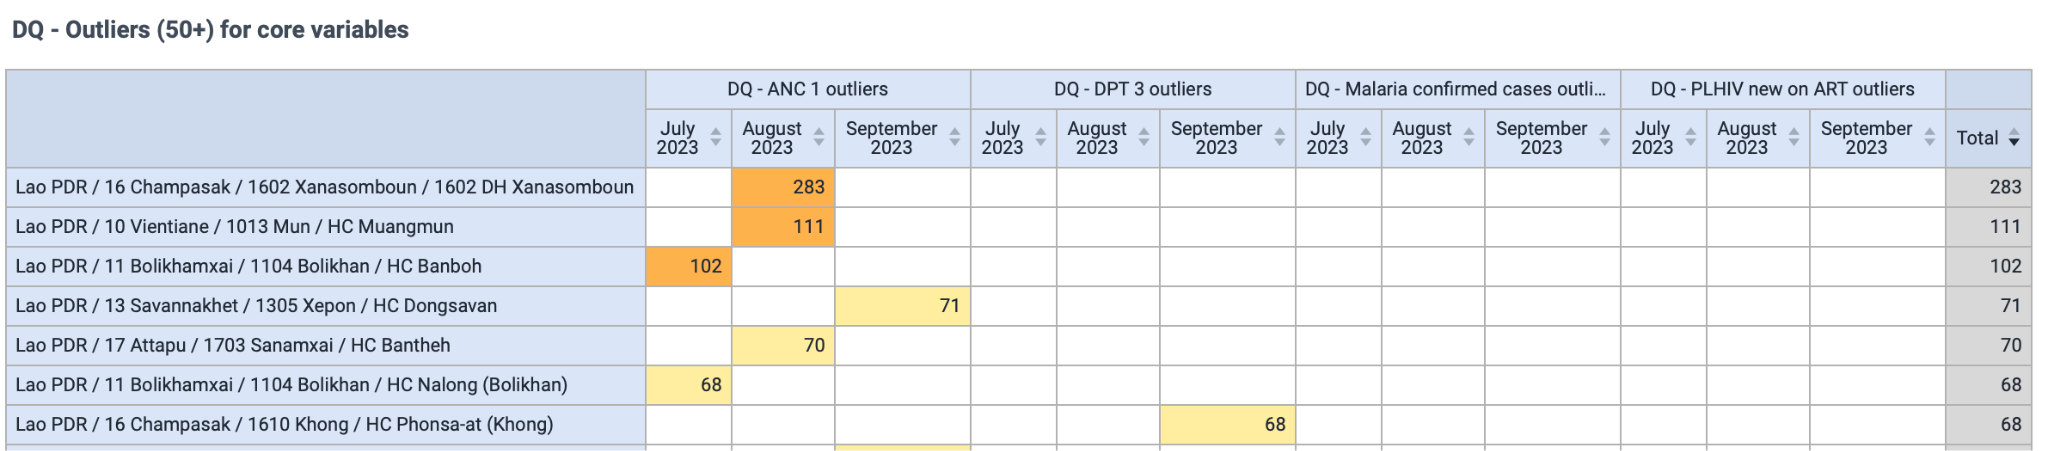 DQ - Outliers (50+) for core variables
DQ - ANC 1 outliers DQ - DPT 3 outliers DQ - Malaria confirmed cases outli... DQ - PLHIV new on ART outliers
July 2023 August 2023 September 2023 July 2023 August 2023 September 2023 July 2023 August 2023 September 2023 July 2023 August 2023 September 2023 Total
Lao PDR / 16 Champasak / 1602 Xanasomboun / 1602 DH Xanasomboun 283 283
Lao PDR / 10 Vientiane / 1013 Mun / HC Muangmun 111 111
Lao PDR / 11 Bolikhamxai / 1104 Bolikhan / HC Banboh 102 102
Lao PDR / 13 Savannakhet / 1305 Xepon / HC Dongsavan 71 71
Lao PDR / 17 Attapu / 1703 Sanamxai / HC Bantheh 70 70
Lao PDR / 11 Bolikhamxai / 1104 Bolikhan / HC Nalong (Bolikhan) 68 68
Lao PDR / 16 Champasak / 1610 Khong / HC Phonsa-at (Khong) 68 68